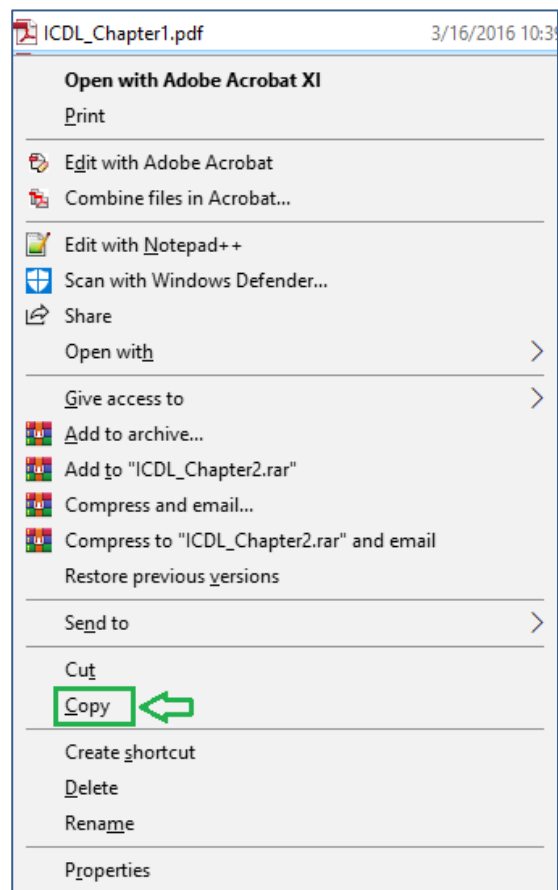 ICDL_Chapter1.pdf 3/16/2016 10:39
Open with Adobe Acrobat XI
Print
Edit with Adobe Acrobat
Combine files in Acrobat...
Edit with Notepad++
Scan with Windows Defender...
Share
Open with
Give access to
Add to archive...
Add to "ICDL_Chapter2.rar"
Compress and email...
Compress to "ICDL_Chapter2.rar" and email
Restore previous versions
Send to
Cut
Copy
Create shortcut
Delete
Rename
Properties